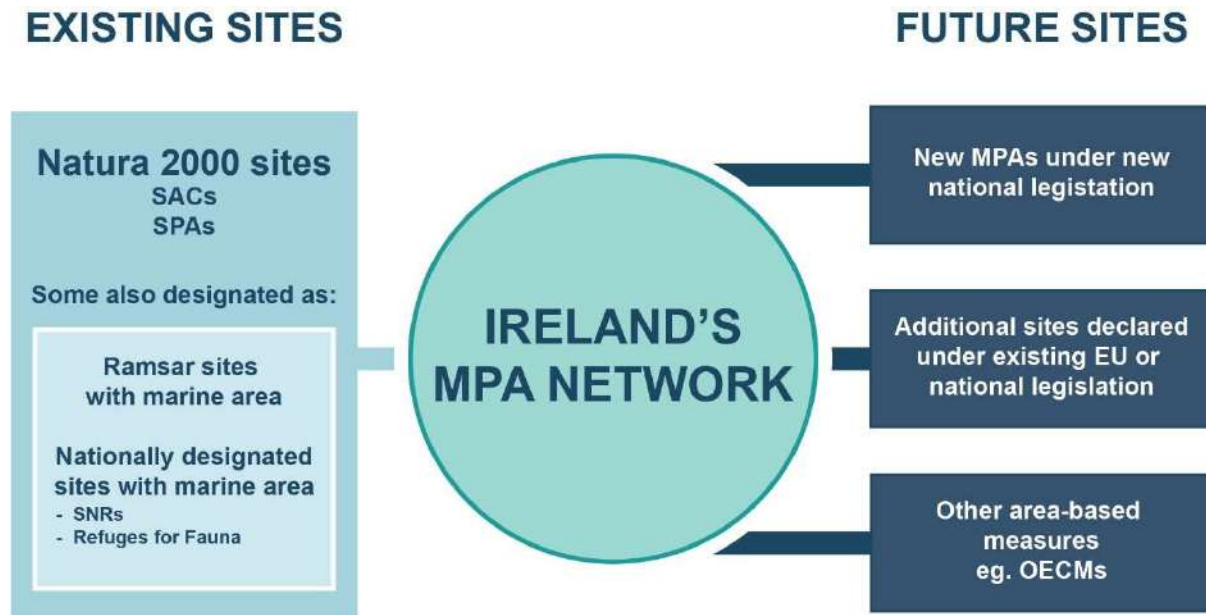 EXISTING SITES
Natura 2000 sites
SACs
SPAs
Some also designated as:
Ramsar sites
with marine area
Nationally designated
sites with marine area
- SNRs
- Refuges for Fauna
IRELAND'S
MPA NETWORK
FUTURE SITES
New MPAs under new
national legistation
Additional sites declared
under existing EU or
national legislation
Other area-based
measures
eg. OECMs